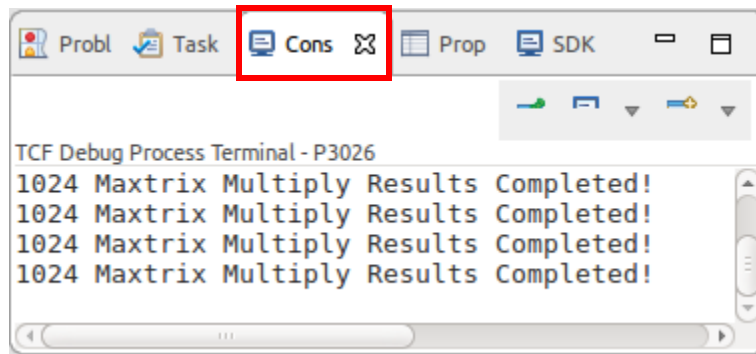 Probl Task Cons Prop SDK
TCF Debug Process Terminal - P3026
1024 Maxtrix Multiply Results Completed!
1024 Maxtrix Multiply Results Completed!
1024 Maxtrix Multiply Results Completed!
1024 Maxtrix Multiply Results Completed!